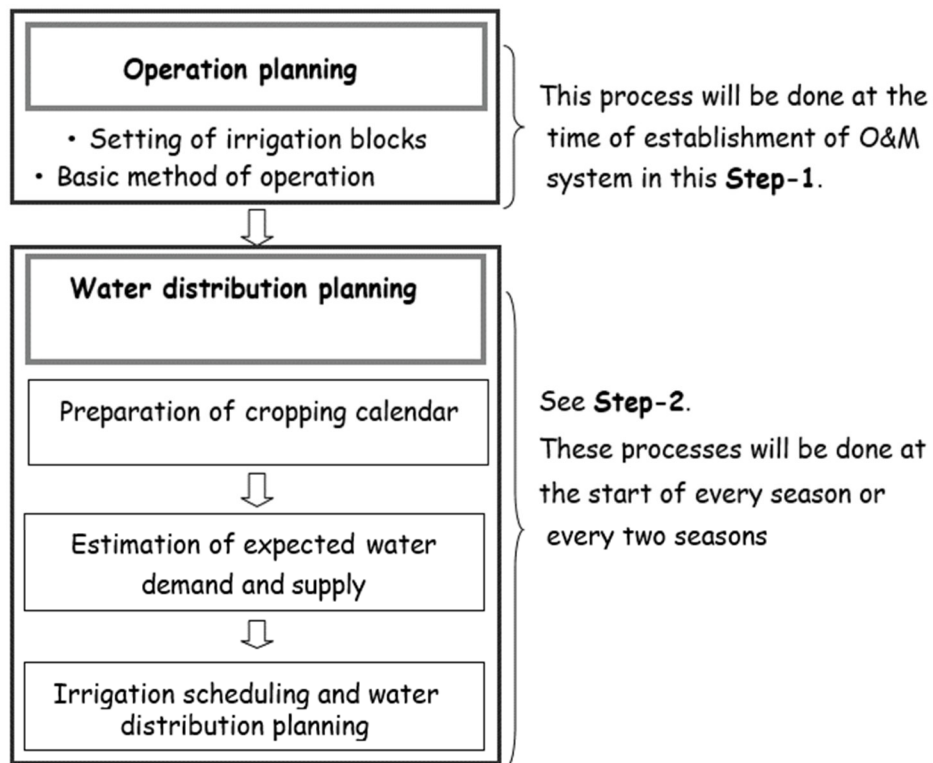 Operation planning
• Setting of irrigation blocks
• Basic method of operation
This process will be done at the
time of establishment of O&M
system in this Step-1.
Water distribution planning
Preparation of cropping calendar
Estimation of expected water
demand and supply
Irrigation scheduling and water
distribution planning
See Step-2.
These processes will be done at
the start of every season or
every two seasons